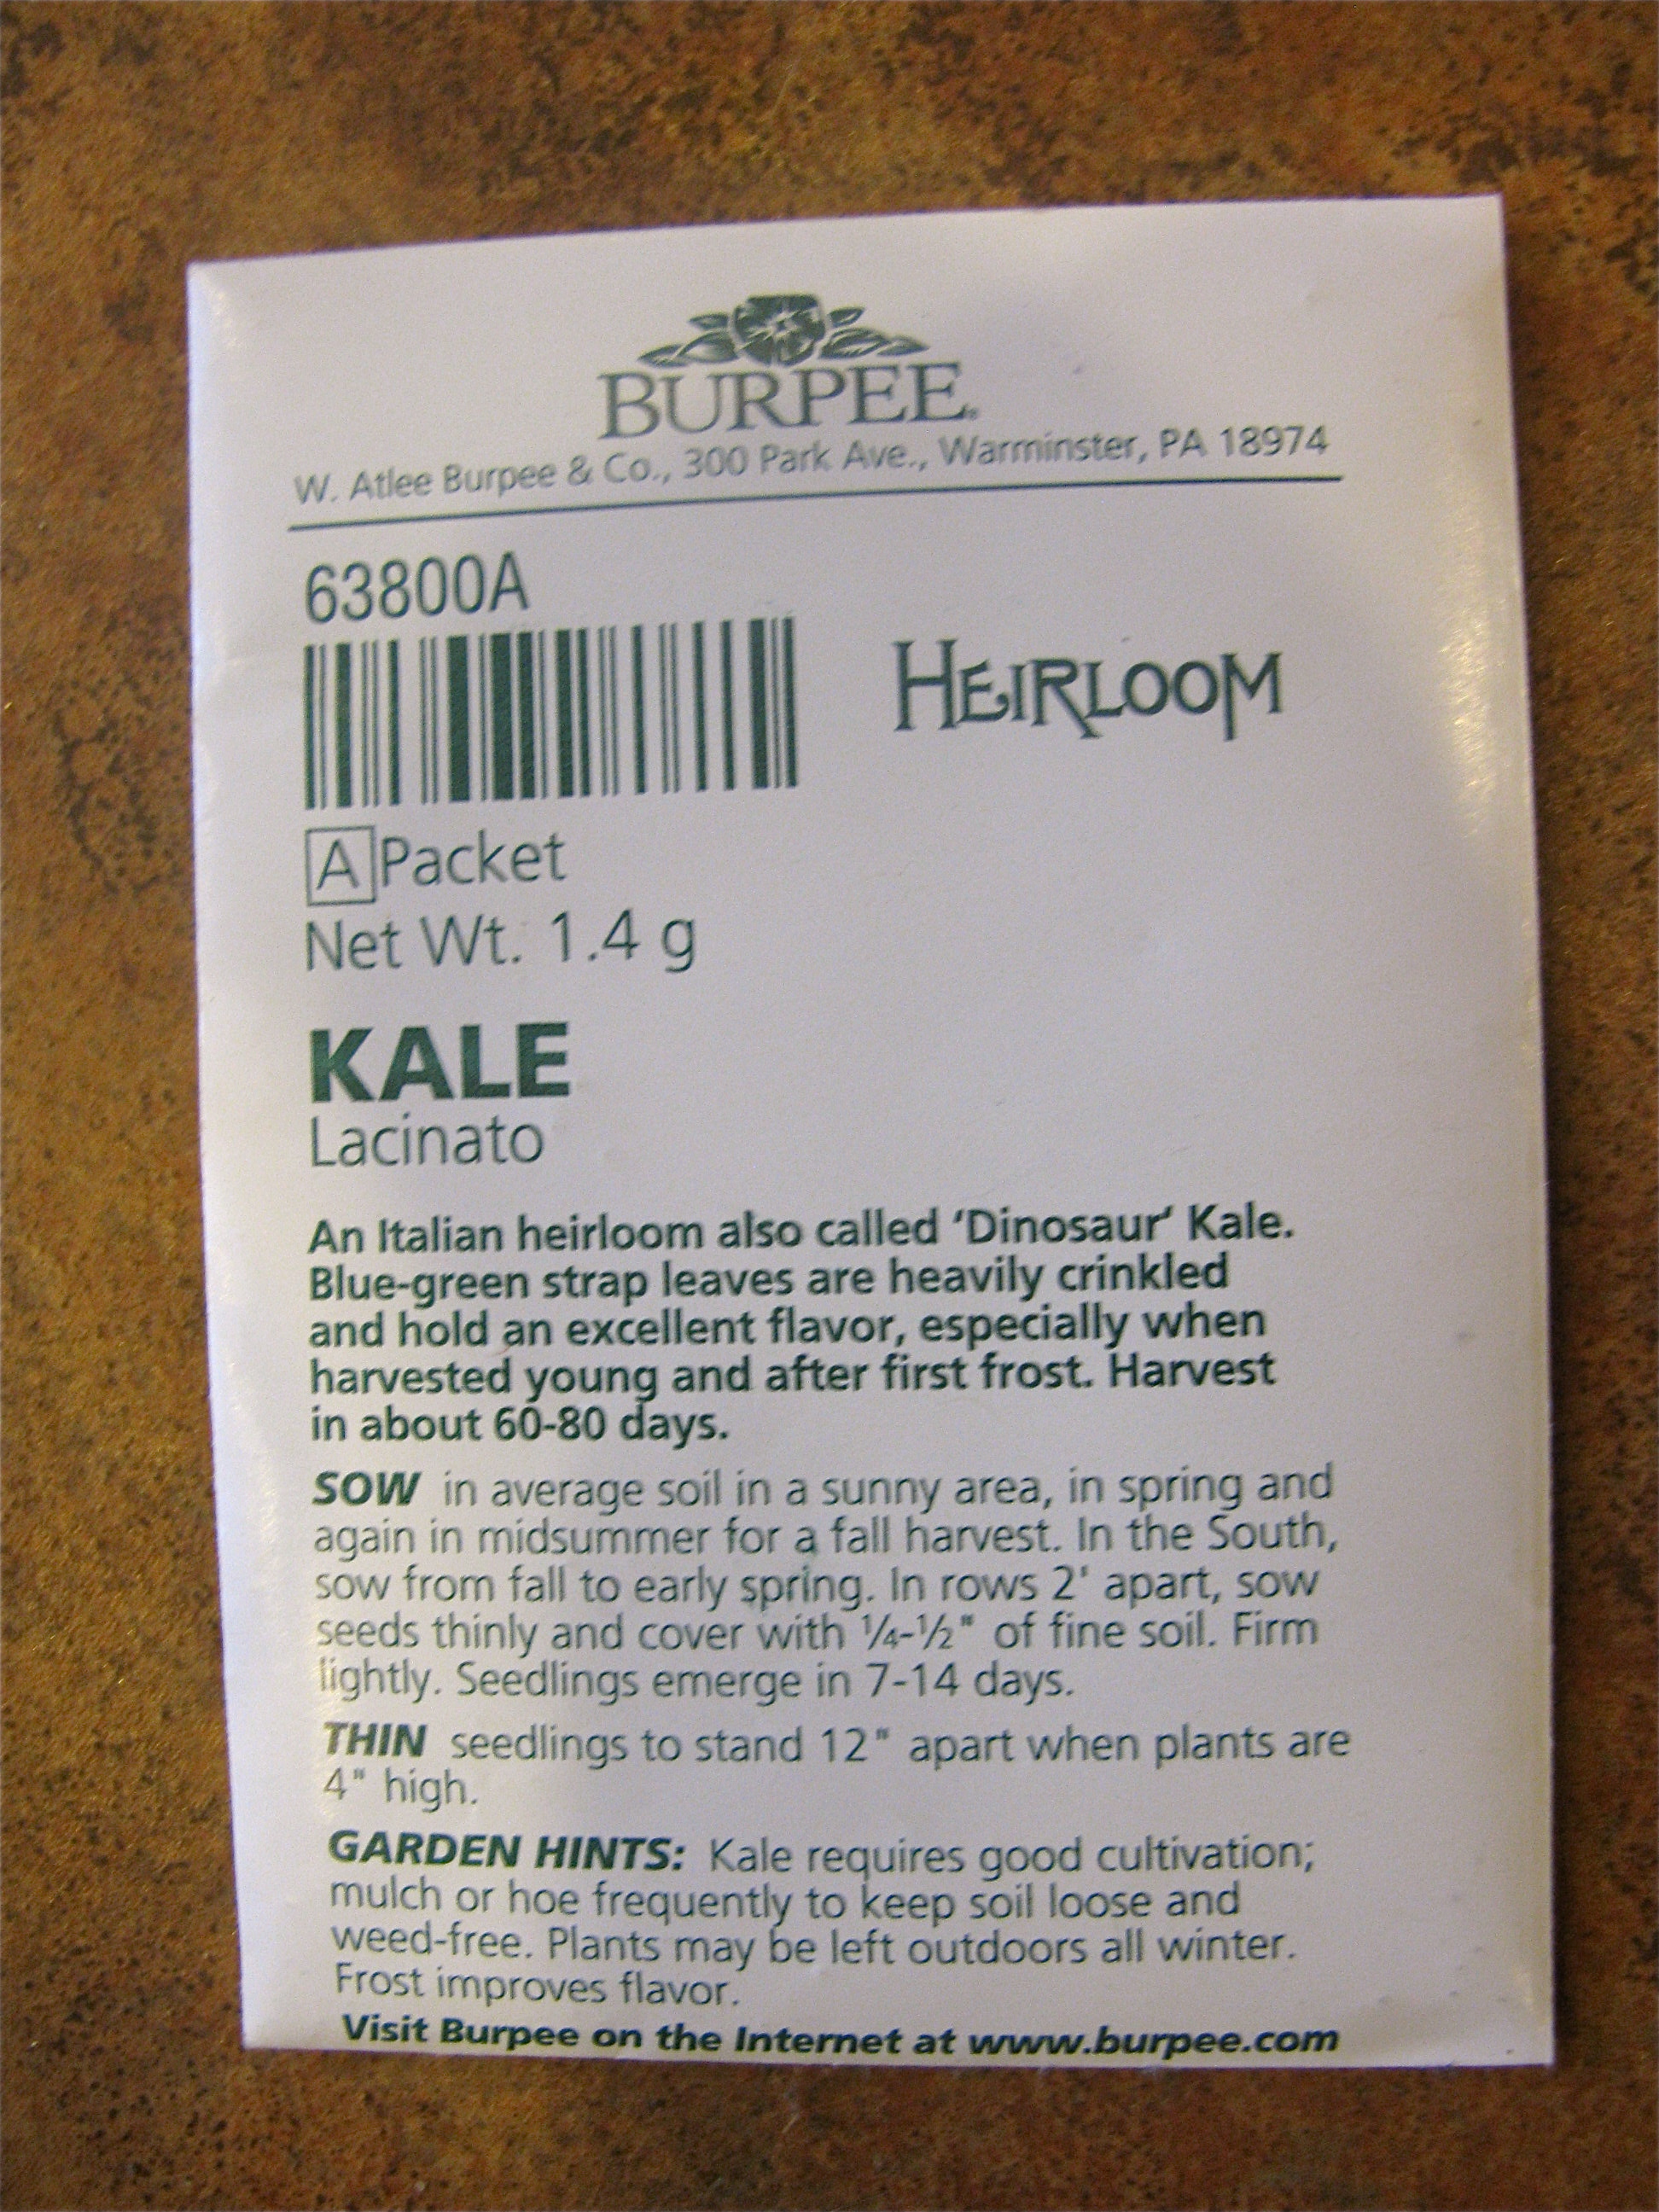 BURPEE®
W. Atlee Burpee & Co., 300 Park Ave., Warminster, PA 18974
63800A
HEIRLOOM
A Packet
Net Wt. 1.4 g
KALE
Lacinato
An Italian heirloom also called ‘Dinosaur’ Kale.
Blue-green strap leaves are heavily crinkled
and hold an excellent flavor, especially when
harvested young and after first frost. Harvest
in about 60-80 days.
SOW in average soil in a sunny area, in spring and
again in midsummer for a fall harvest. In the South,
sow from fall to early spring. In rows 2' apart, sow
seeds thinly and cover with ¼-½" of fine soil. Firm
lightly. Seedlings emerge in 7-14 days.
THIN seedlings to stand 12" apart when plants are
4" high.
GARDEN HINTS: Kale requires good cultivation;
mulch or hoe frequently to keep soil loose and
weed-free. Plants may be left outdoors all winter.
Frost improves flavor.
Visit Burpee on the Internet at www.burpee.com